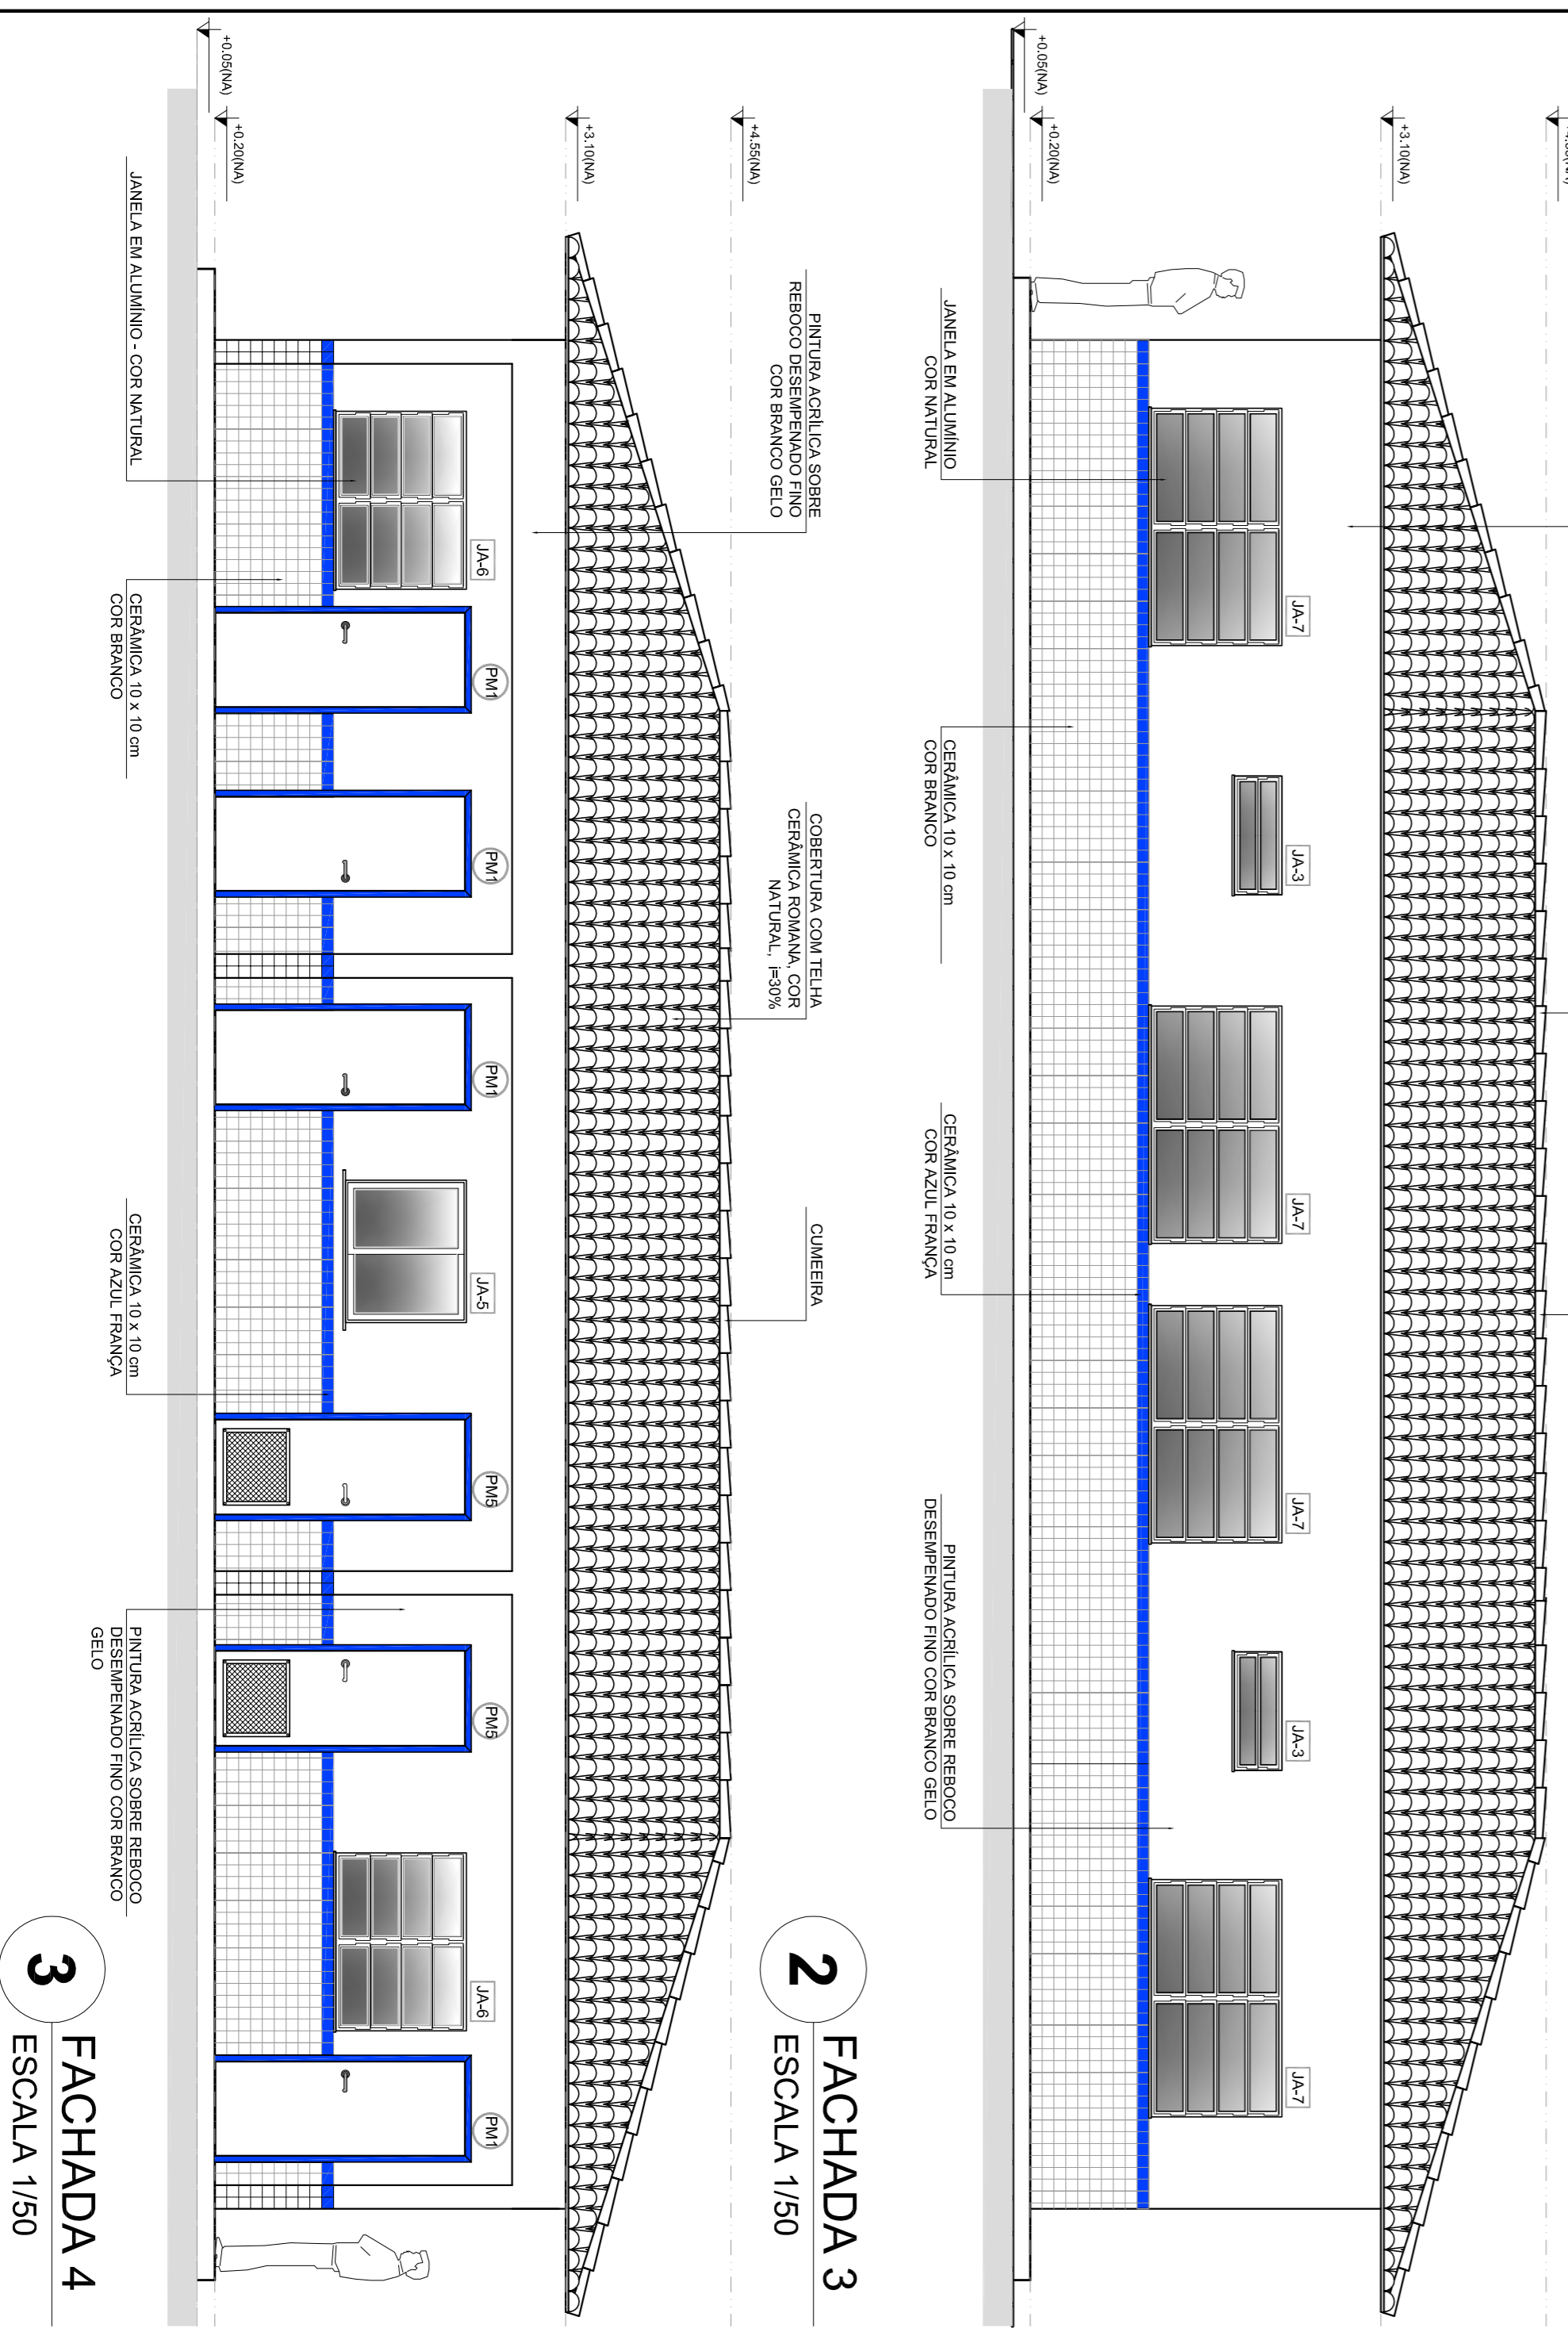 +4.55(NA)
+3.10(NA)
+0.20(NA)
+0.05(NA)
JA-7
JA-3
JA-7
JA-7
JA-3
JA-7
JANELA EM ALUMÍNIO
COR NATURAL
CERÂMICA 10 x 10 cm
COR BRANCO
CERÂMICA 10 x 10 cm
COR AZUL FRANÇA
PINTURA ACRÍLICA SOBRE REBOCO
DESEMPENADO FINO COR BRANCO GELO
2
FACHADA 3
ESCALA 1/50
PINTURA ACRÍLICA SOBRE
REBOCO DESEMPENADO FINO
COR BRANCO GELO
COBERTURA COM TELHA
CERÂMICA ROMANA, COR
NATURAL, i=30%
CUMEEIRA
+4.55(NA)
+3.10(NA)
+0.20(NA)
+0.05(NA)
JA-6
PM1
PM1
PM1
JA-5
PM5
PM5
JA-6
PM1
JANELA EM ALUMÍNIO - COR NATURAL
CERÂMICA 10 x 10 cm
COR BRANCO
CERÂMICA 10 x 10 cm
COR AZUL FRANÇA
PINTURA ACRÍLICA SOBRE REBOCO
DESEMPENADO FINO COR BRANCO
GELO
3
FACHADA 4
ESCALA 1/50